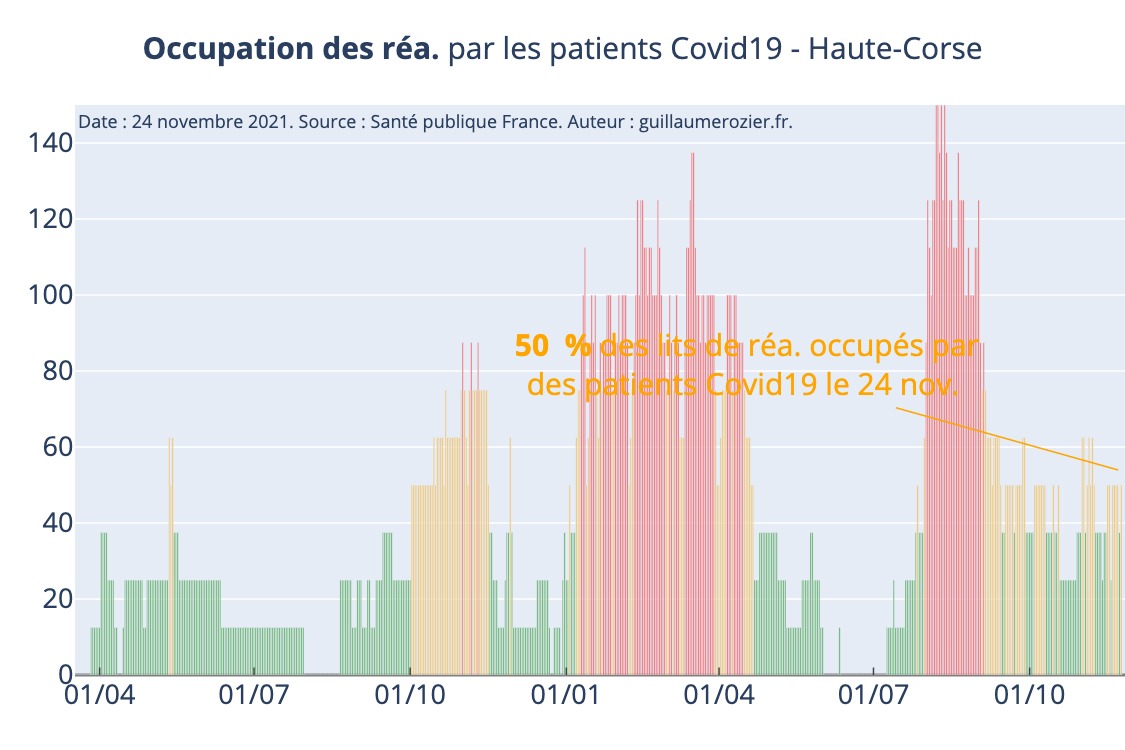 Occupation des réa. par les patients Covid19 - Haute-Corse
Date : 24 novembre 2021. Source : Santé publique France. Auteur : guillaumerozier.fr.
140
120
100
80
60
40
20
0
50 % des lits de réa. occupés par
des patients Covid19 le 24 nov.
01/04 01/07 01/10 01/01 01/04 01/07 01/10